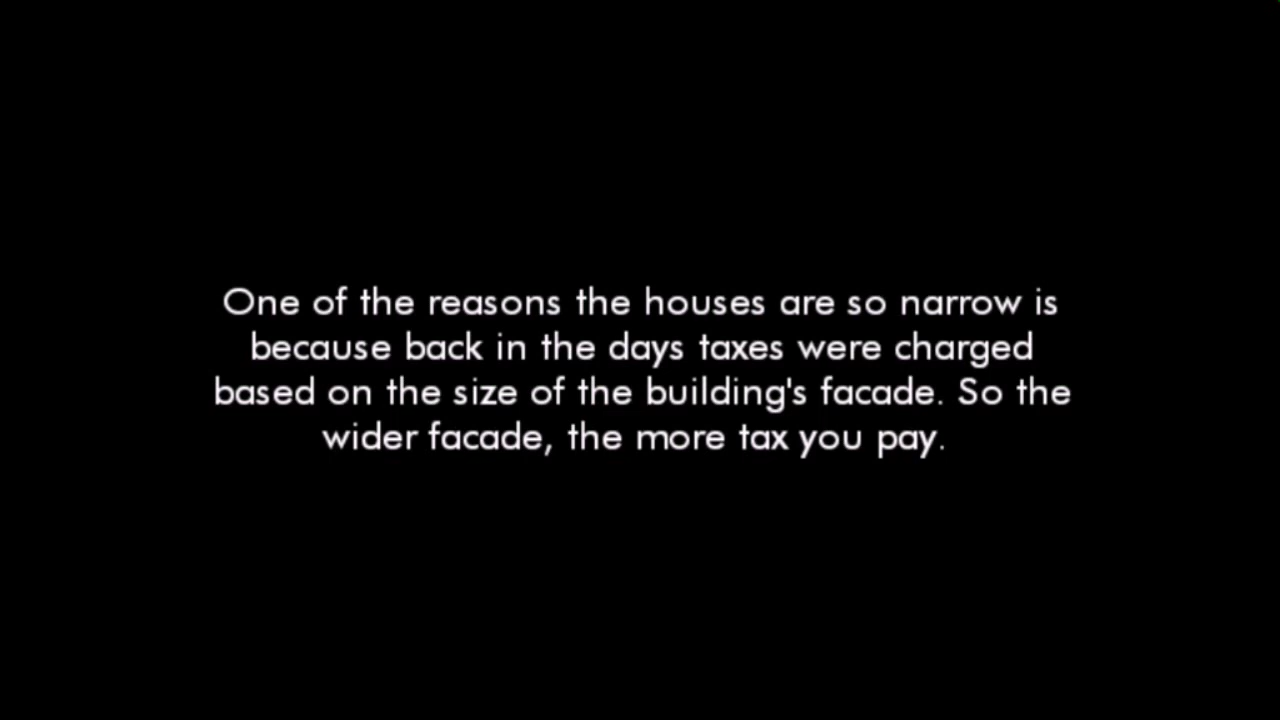 One of the reasons the houses are so narrow is
because back in the days taxes were charged
based on the size of the building's facade. So the
wider facade, the more tax you pay.